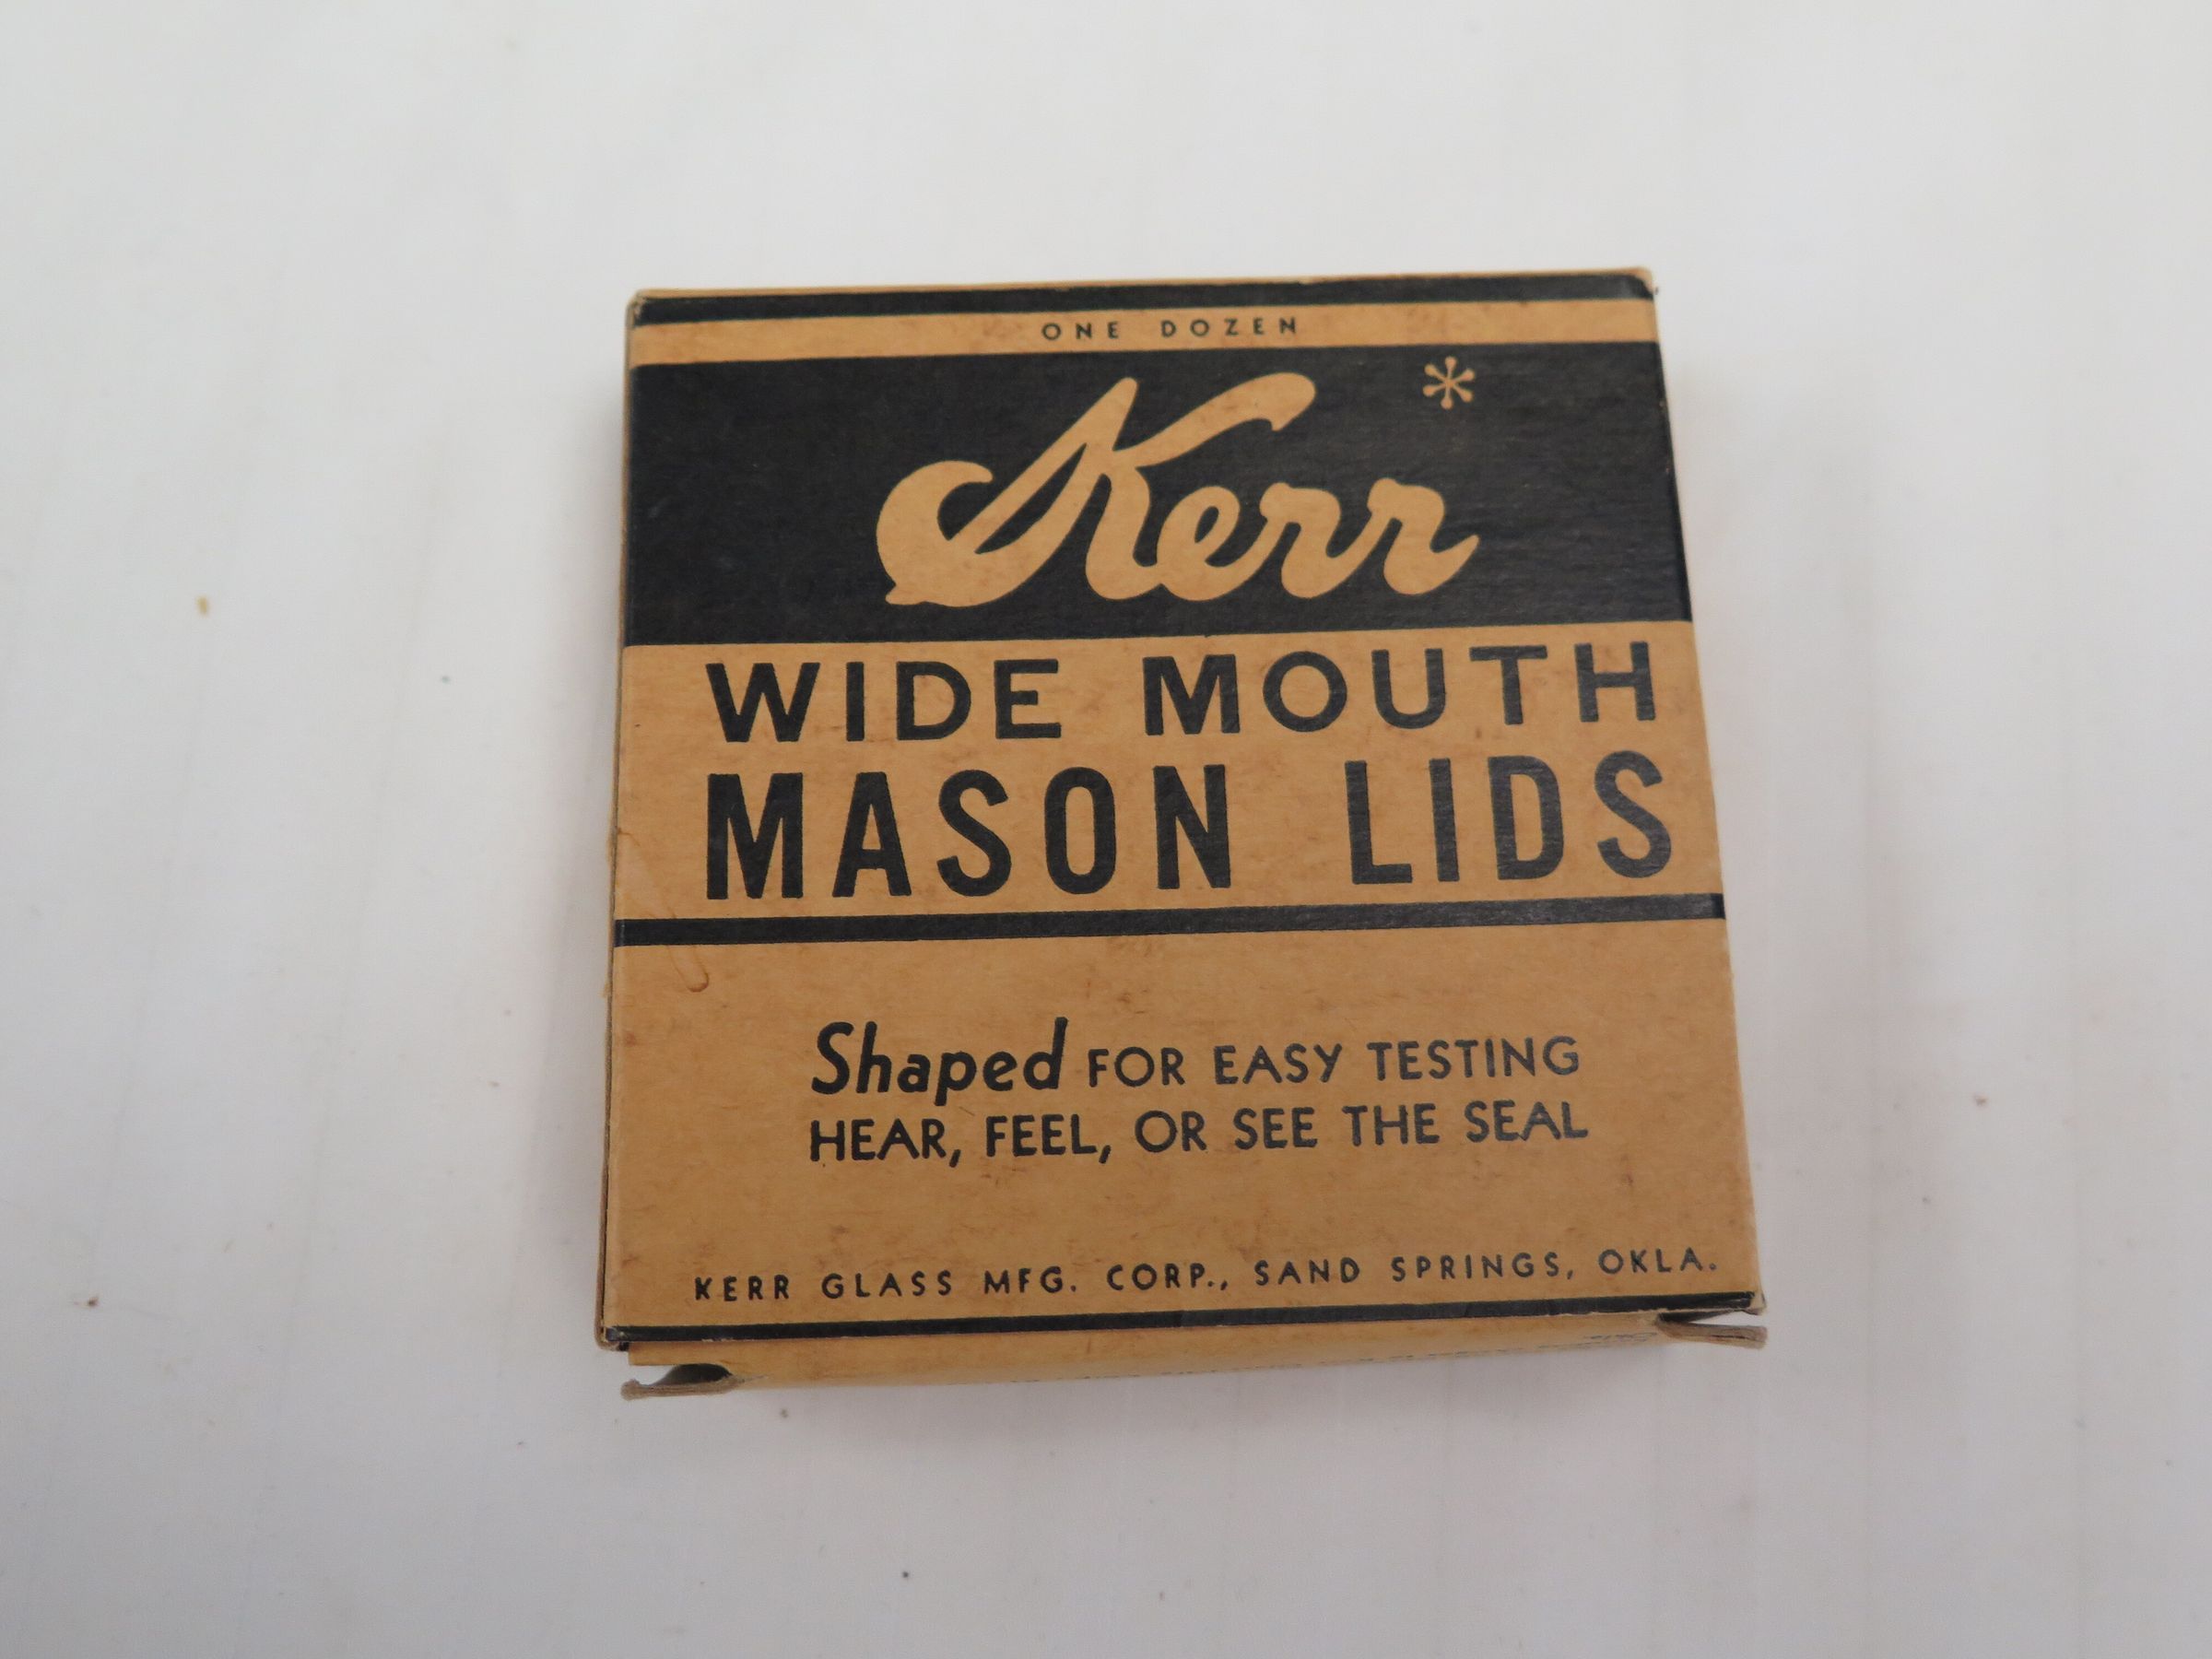 ONE DOZEN
Kerr*
WIDE MOUTH
MASON LIDS
Shaped FOR EASY TESTING
HEAR, FEEL, OR SEE THE SEAL
KERR GLASS MFG. CORP., SAND SPRINGS, OKLA.